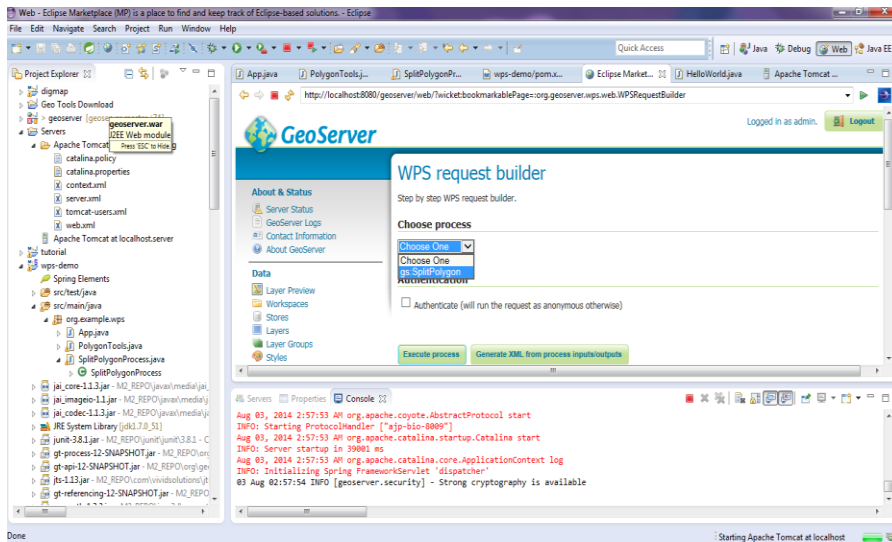 Web - Eclipse Marketplace (MP) is a place to find and keep track of Eclipse-based solutions. - Eclipse
File Edit Navigate Search Project Run Window Help
Quick Access
Java
Debug
Web
Java EE
Project Explorer
digmap
Geo Tools Download
> geoserver
geoserver.war
J2EE Web module
Press 'ESC' to Hide.
Servers
Apache Tomcat
catalina.policy
catalina.properties
context.xml
server.xml
tomcat-users.xml
web.xml
Apache Tomcat at localhost.server
tutorial
wps-demo
Spring Elements
src/test/java
src/main/java
org.example.wps
App.java
PolygonTools.java
SplitPolygonProcess.java
SplitPolygonProcess
jai_core-1.1.3.jar - M2_REPO\javax\media\jai_
jai_imageio-1.1.jar - M2_REPO\javax\media\jai
jai_codec-1.1.3.jar - M2_REPO\javax\media\ja
JRE System Library [jdk1.7.0_51]
junit-3.8.1.jar - M2_REPO\junit\junit\3.8.1 - C
gt-process-12-SNAPSHOT.jar - M2_REPO\org
gt-api-12-SNAPSHOT.jar - M2_REPO\org\geo
jts-1.13.jar - M2_REPO\com\vividsolutions\jt
gt-referencing-12-SNAPSHOT.jar - M2_REPO
App.java
PolygonTools.j...
SplitPolygonPr...
wps-demo/pom.x...
Eclipse Market...
HelloWorld.java
Apache Tomcat ...
http://localhost:8080/geoserver/web/?wicket:bookmarkablePage=:org.geoserver.wps.web.WPSRequestBuilder
GeoServer
Logged in as admin.
Logout
About & Status
Server Status
GeoServer Logs
Contact Information
About GeoServer
Data
Layer Preview
Workspaces
Stores
Layers
Layer Groups
Styles
WPS request builder
Step by step WPS request builder.
Choose process
Choose One
Choose One
gs:SplitPolygon
Authentication
Authenticate (will run the request as anonymous otherwise)
Execute process
Generate XML from process inputs/outputs
Servers
Properties
Console
Aug 03, 2014 2:57:53 AM org.apache.coyote.AbstractProtocol start
INFO: Starting ProtocolHandler ["ajp-bio-8009"]
Aug 03, 2014 2:57:53 AM org.apache.catalina.startup.Catalina start
INFO: Server startup in 39001 ms
Aug 03, 2014 2:57:53 AM org.apache.catalina.core.ApplicationContext log
INFO: Initializing Spring FrameworkServlet 'dispatcher'
03 Aug 02:57:54 INFO [geoserver.security] - Strong cryptography is available
Done
Starting Apache Tomcat at localhost